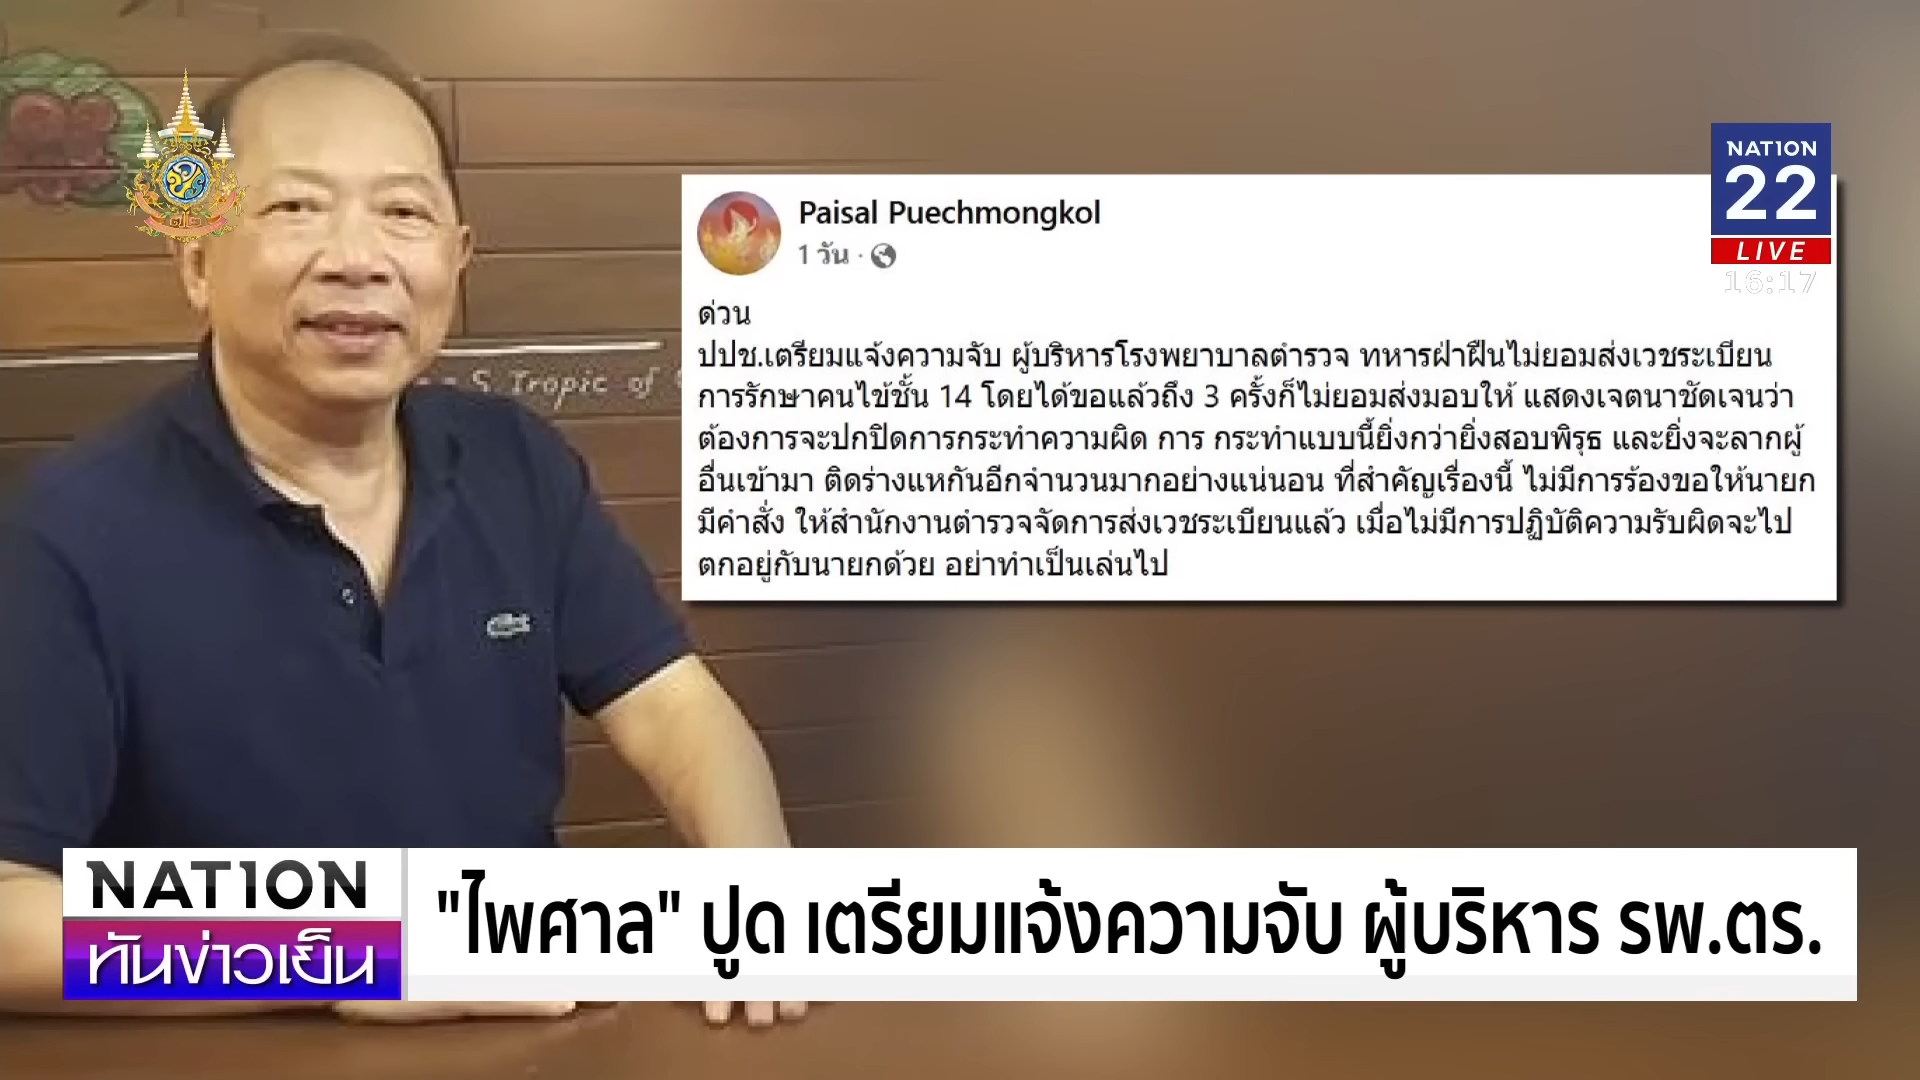 NATION
22
LIVE
16:17
Paisal Puechmongkol
1 วัน ·
ด่วน
ปปช.เตรียมแจ้งความจับ ผู้บริหารโรงพยาบาลตำรวจ ทหารฝ่าฝืนไม่ยอมส่งเวชระเบียน
การรักษาคนไข้ชั้น 14 โดยได้ขอแล้วถึง 3 ครั้งก็ไม่ยอมส่งมอบให้ แสดงเจตนาชัดเจนว่า
ต้องการจะปกปิดการกระทำความผิด การ กระทำแบบนี้ยิ่งกว่ายิ่งสอบพิรุธ และยิ่งจะลากผู้
อื่นเข้ามา ติดร่างแหกันอีกจำนวนมากอย่างแน่นอน ที่สำคัญเรื่องนี้ ไม่มีการร้องขอให้นายก
มีคำสั่ง ให้สำนักงานตำรวจจัดการส่งเวชระเบียนแล้ว เมื่อไม่มีการปฏิบัติความรับผิดจะไป
ตกอยู่กับนายกด้วย อย่าทำเป็นเล่นไป
S Tropic of
NATION
ทันข่าวเย็น
"ไพศาล" ปูด เตรียมแจ้งความจับ ผู้บริหาร รพ.ตร.